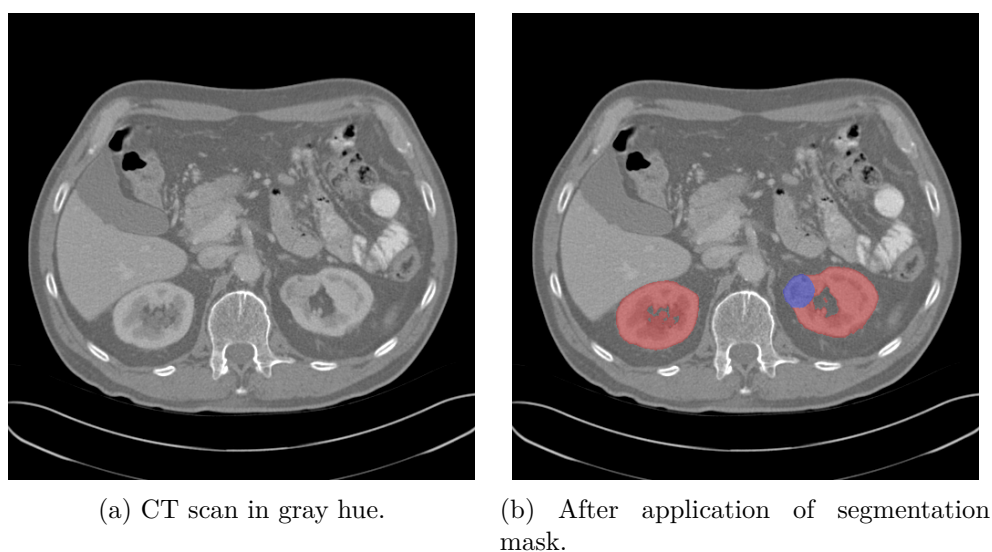 (a) CT scan in gray hue.
(b) After application of segmentation
mask.